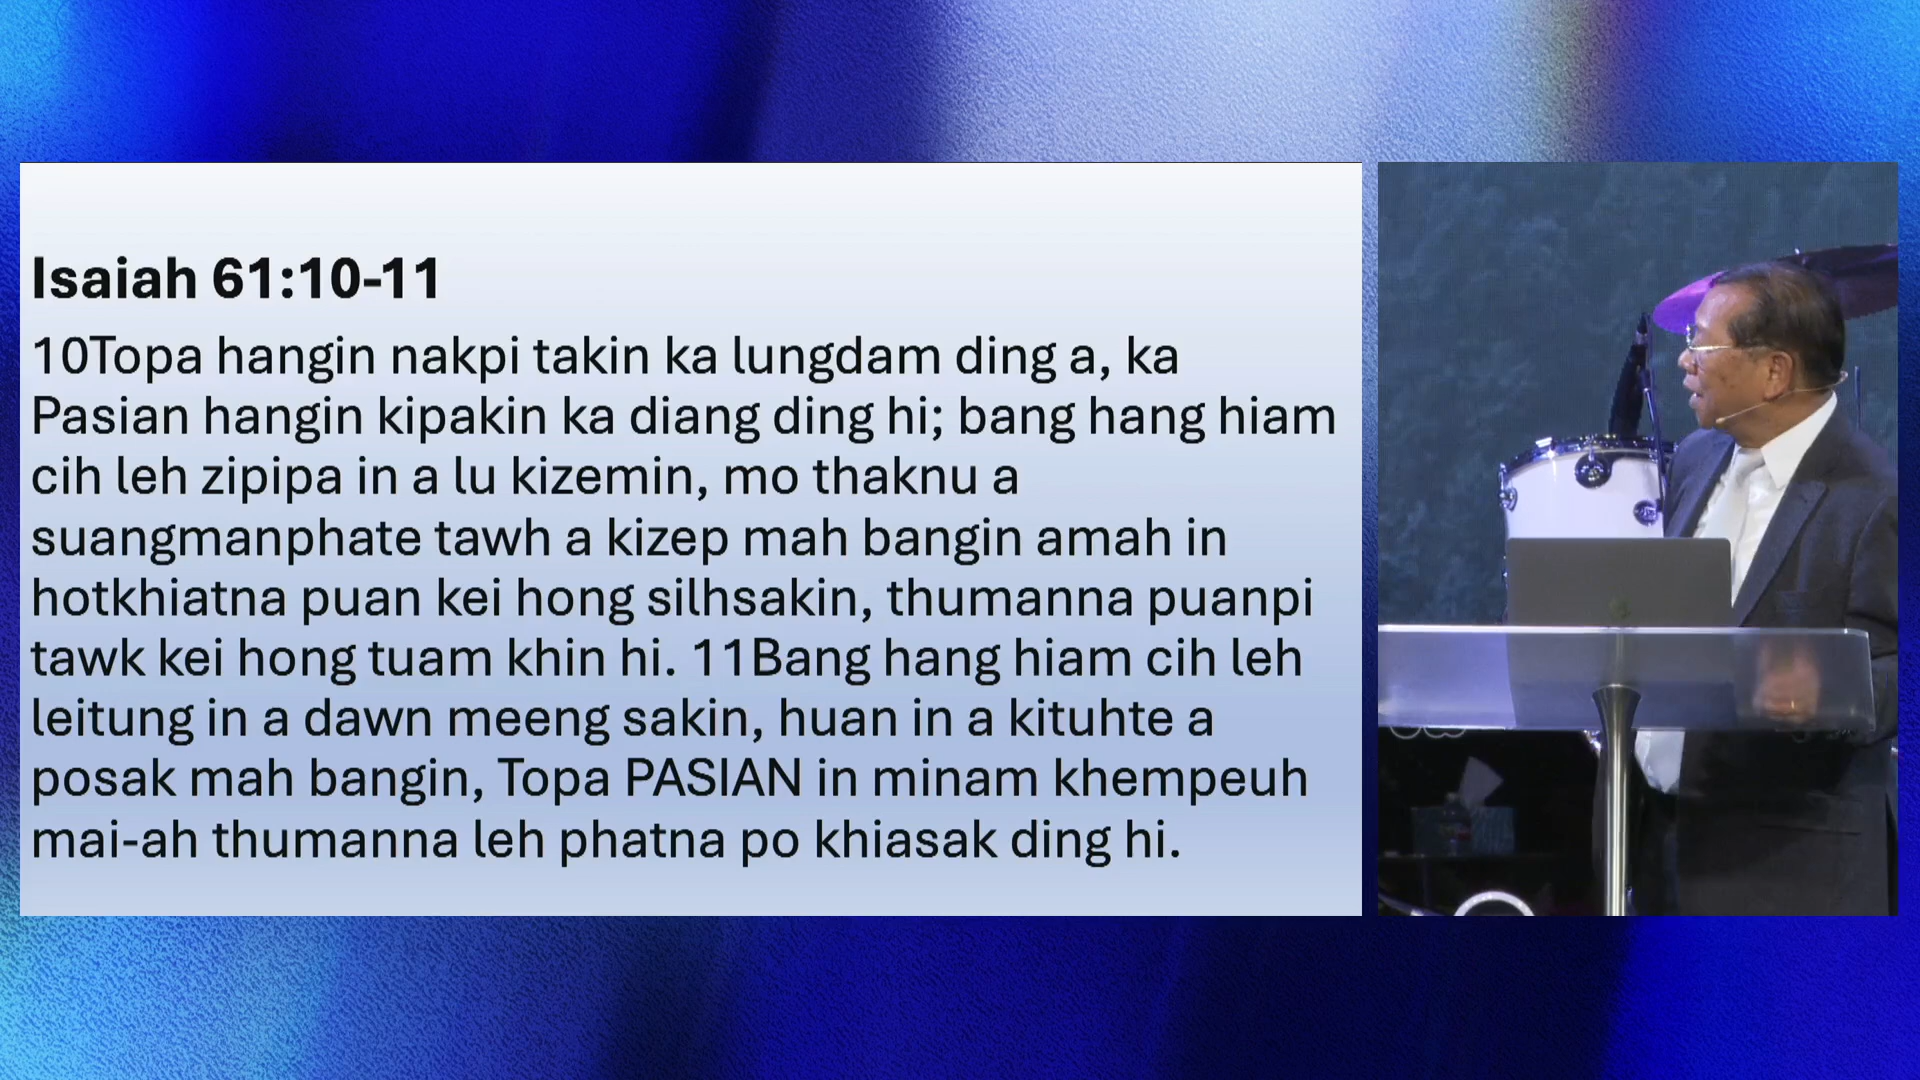 Isaiah 61:10-11
10Topa hangin nakpi takin ka lungdam ding a, ka
Pasian hangin kipakin ka diang ding hi; bang hang hiam
cih leh zipipa in a lu kizemin, mo thaknu a
suangmanphate tawh a kizep mah bangin amah in
hotkhiatna puan kei hong silhsakin, thumanna puanpi
tawk kei hong tuam khin hi. 11Bang hang hiam cih leh
leitung in a dawn meeng sakin, huan in a kituhte a
posak mah bangin, Topa PASIAN in minam khempeuh
mai-ah thumanna leh phatna po khiasak ding hi.